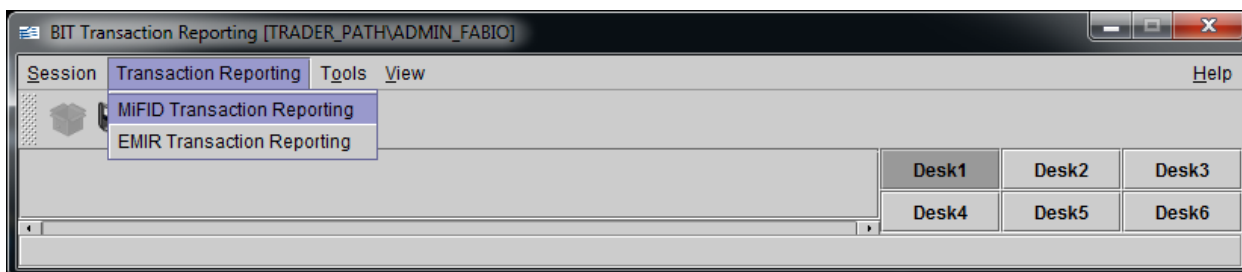 BIT Transaction Reporting [TRADER_PATH\ADMIN_FABIO]
Session Transaction Reporting Tools View Help
MiFID Transaction Reporting
EMIR Transaction Reporting
Desk1 Desk2 Desk3
Desk4 Desk5 Desk6